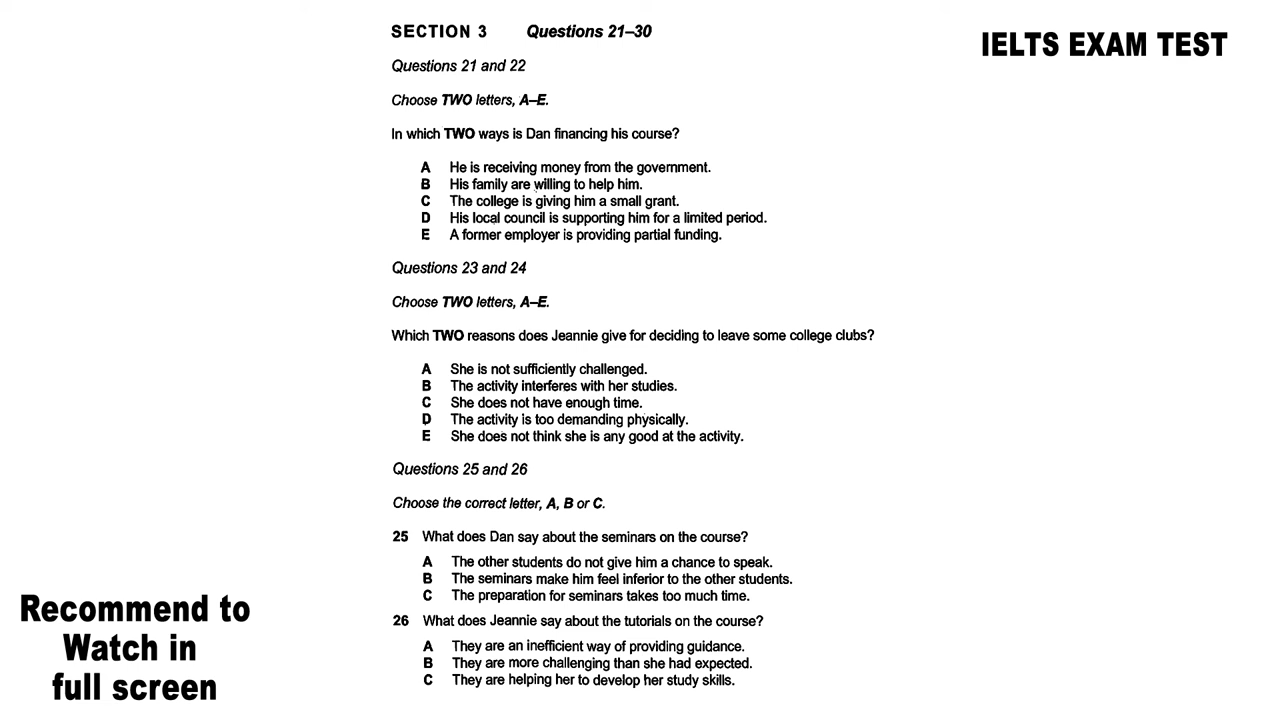 SECTION 3 Questions 21–30
IELTS EXAM TEST
Questions 21 and 22
Choose TWO letters, A–E.
In which TWO ways is Dan financing his course?
A He is receiving money from the government.
B His family are willing to help him.
C The college is giving him a small grant.
D His local council is supporting him for a limited period.
E A former employer is providing partial funding.
Questions 23 and 24
Choose TWO letters, A–E.
Which TWO reasons does Jeannie give for deciding to leave some college clubs?
A She is not sufficiently challenged.
B The activity interferes with her studies.
C She does not have enough time.
D The activity is too demanding physically.
E She does not think she is any good at the activity.
Questions 25 and 26
Choose the correct letter, A, B or C.
25 What does Dan say about the seminars on the course?
A The other students do not give him a chance to speak.
B The seminars make him feel inferior to the other students.
C The preparation for seminars takes too much time.
26 What does Jeannie say about the tutorials on the course?
A They are an inefficient way of providing guidance.
B They are more challenging than she had expected.
C They are helping her to develop her study skills.
Recommend to
Watch in
full screen